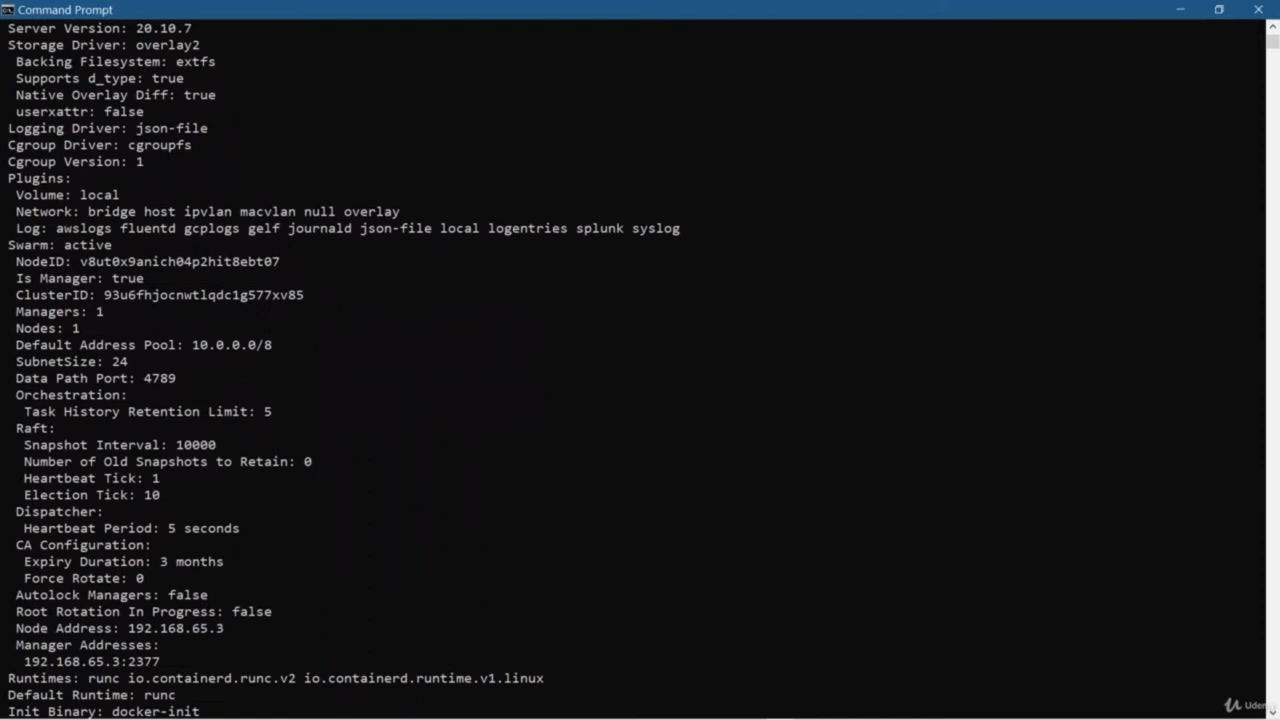 Command Prompt
Server Version: 20.10.7
Storage Driver: overlay2
Backing Filesystem: extfs
Supports d_type: true
Native Overlay Diff: true
userxattr: false
Logging Driver: json-file
Cgroup Driver: cgroupfs
Cgroup Version: 1
Plugins:
Volume: local
Network: bridge host ipvlan macvlan null overlay
Log: awslogs fluentd gcplogs gelf journald json-file local logentries splunk syslog
Swarm: active
NodeID: v8ut0x9anich04p2hit8ebt07
Is Manager: true
ClusterID: 93u6fhjocnwtlqdc1g577xv85
Managers: 1
Nodes: 1
Default Address Pool: 10.0.0.0/8
SubnetSize: 24
Data Path Port: 4789
Orchestration:
Task History Retention Limit: 5
Raft:
Snapshot Interval: 10000
Number of Old Snapshots to Retain: 0
Heartbeat Tick: 1
Election Tick: 10
Dispatcher:
Heartbeat Period: 5 seconds
CA Configuration:
Expiry Duration: 3 months
Force Rotate: 0
Autolock Managers: false
Root Rotation In Progress: false
Node Address: 192.168.65.3
Manager Addresses:
192.168.65.3:2377
Runtimes: runc io.containerd.runc.v2 io.containerd.runtime.v1.linux
Default Runtime: runc
Init Binary: docker-init